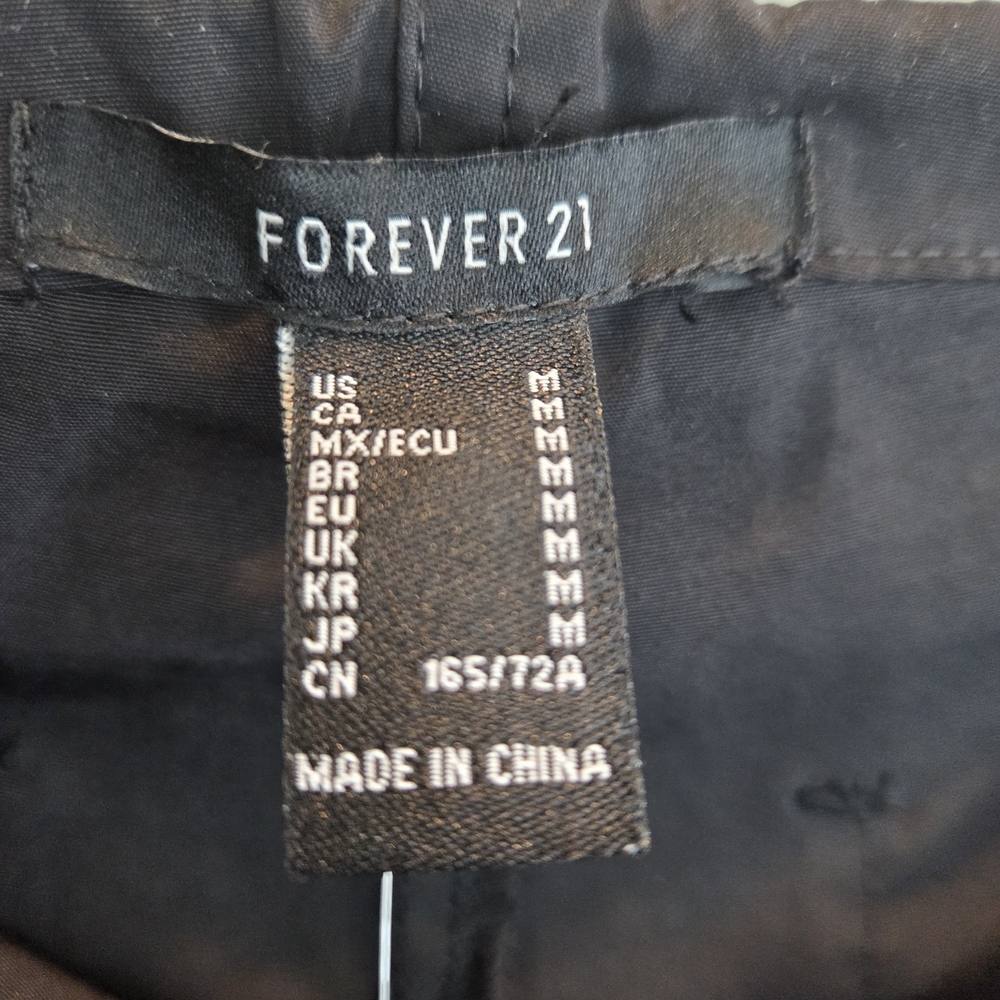 FOREVER 21
US M
CA M
MX/ECU M
BR M
EU M
UK M
KR M
JP M
CN 165/72A
MADE IN CHINA